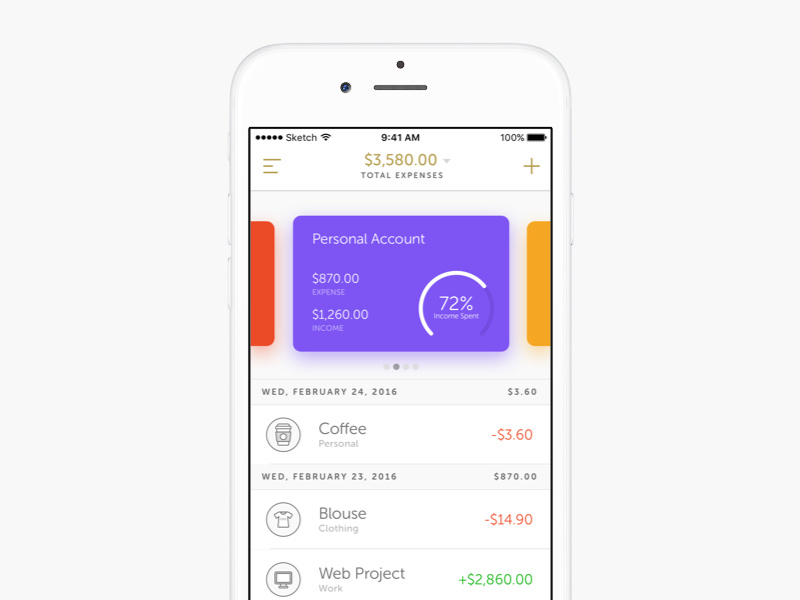 Sketch 9:41 AM 100%
$3,580.00
TOTAL EXPENSES
Personal Account
$870.00
EXPENSE
$1,260.00
INCOME
72%
Income Spent
WED, FEBRUARY 24, 2016 $3.60
Coffee -$3.60
Personal
WED, FEBRUARY 23, 2016 $870.00
Blouse -$14.90
Clothing
Web Project +$2,860.00
Work